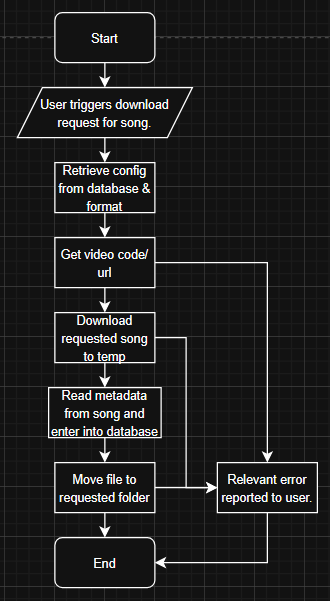 Start
User triggers download
request for song.
Retrieve config
from database &
format
Get video code/
url
Download
requested song
to temp
Read metadata
from song and
enter into database
Move file to
requested folder
Relevant error
reported to user.
End